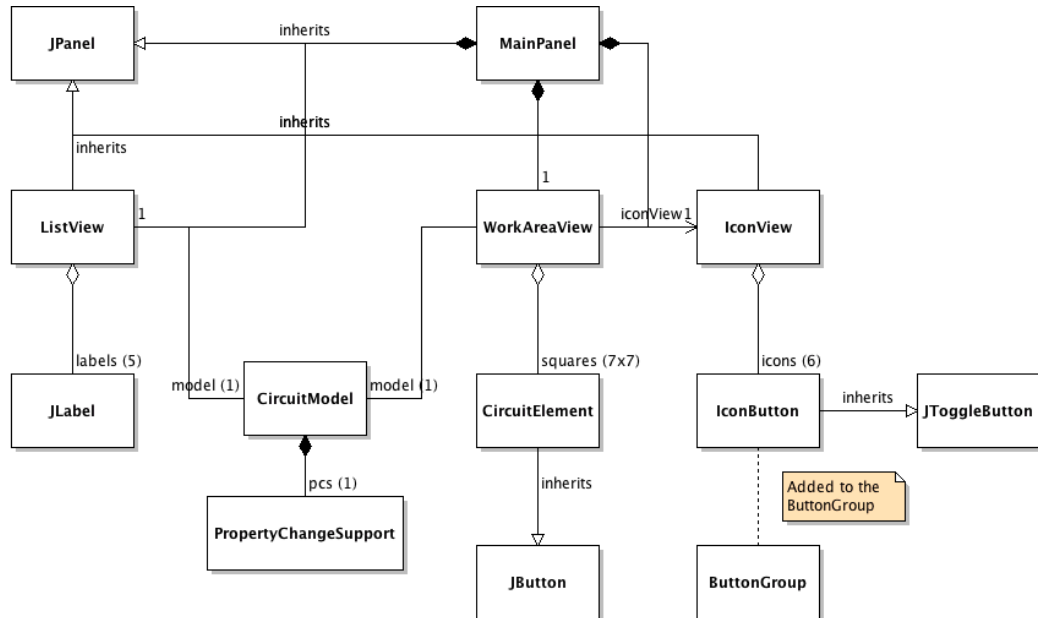 inherits
JPanel
MainPanel
inherits
inherits
1
1
ListView
WorkAreaView
iconView 1
IconView
labels (5)
squares (7x7)
icons (6)
model (1)
CircuitModel
model (1)
JLabel
CircuitElement
IconButton
inherits
JToggleButton
pcs (1)
inherits
Added to the
ButtonGroup
PropertyChangeSupport
JButton
ButtonGroup